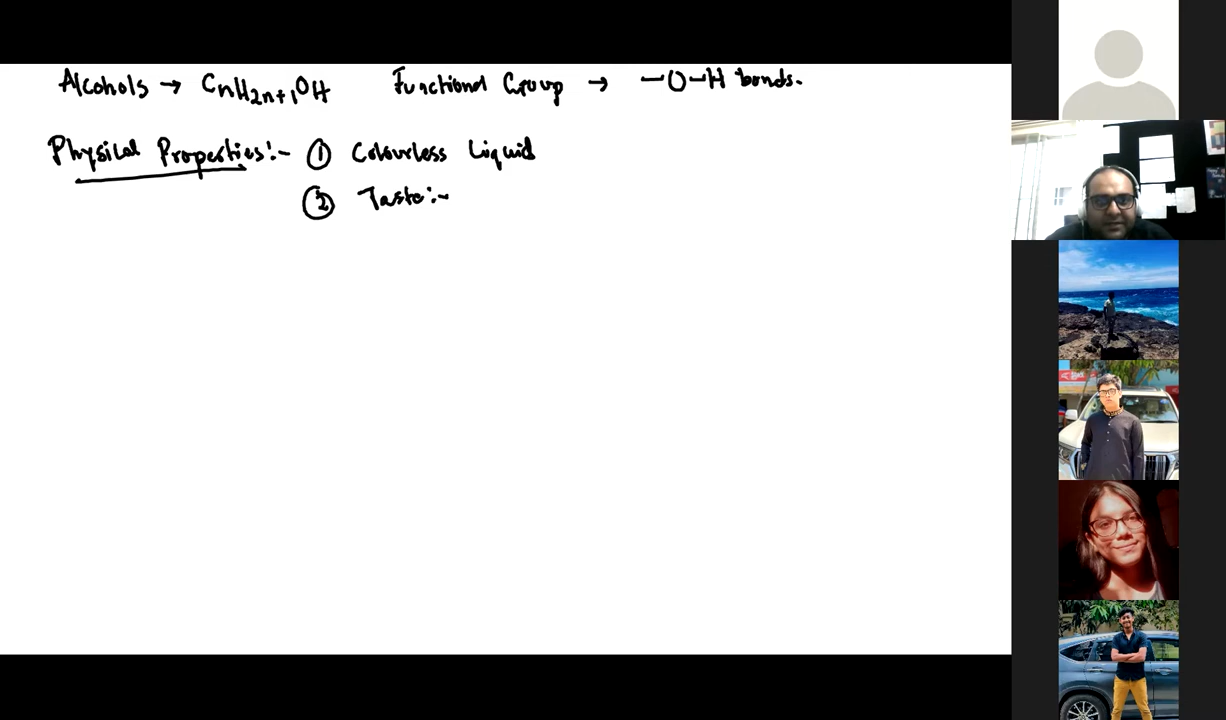 Alcohols → CnH2n+1OH Functional Group → —O—H bonds.
Physical Properties:- ① Colourless Liquid
② Taste:-